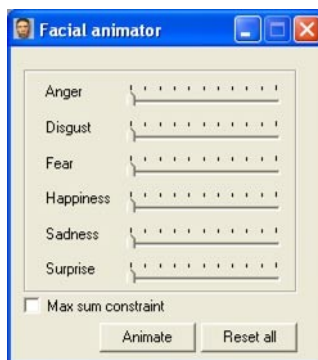 Facial animator
Anger
Disgust
Fear
Happiness
Sadness
Surprise
Max sum constraint
Animate Reset all